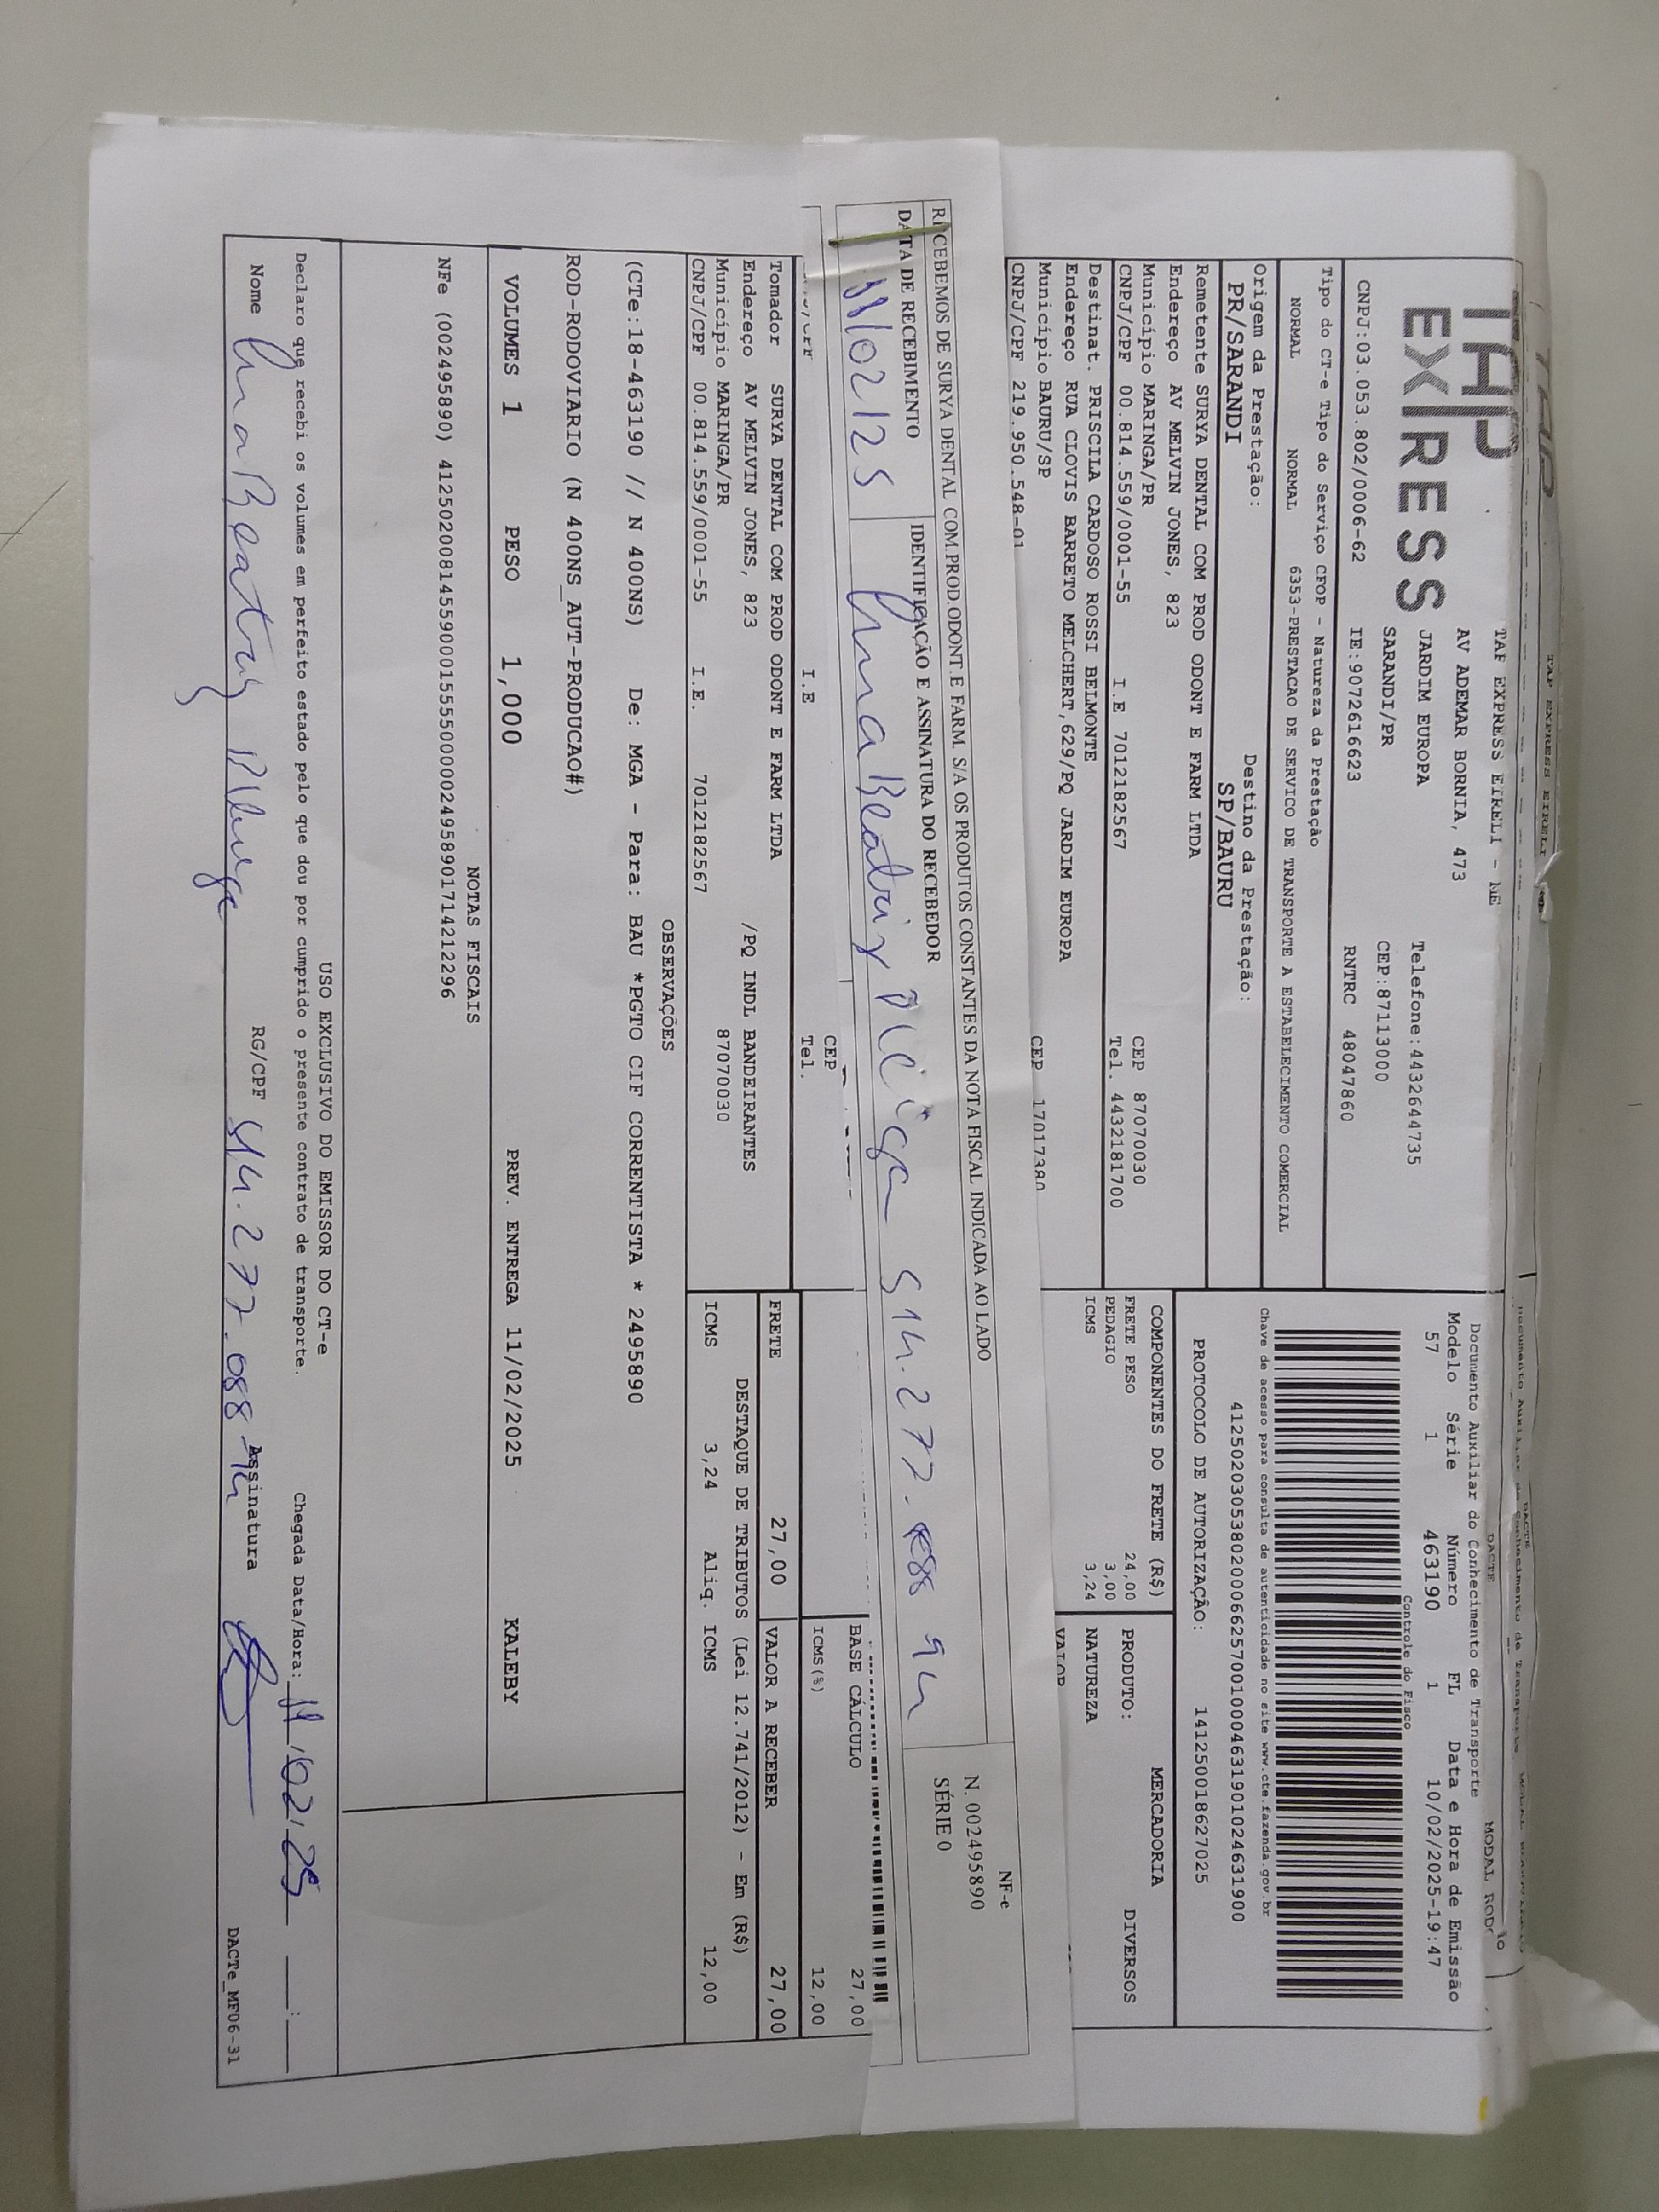 TAP EXPRESS
TAF EXPRESS EIRELI - ME
AV ADEMAR BORNIA, 473
JARDIM EUROPA
Telefone:4432644735
SARANDI/PR
CEP:87113000
CNPJ:03.053.802/0006-62
IE:9072616623
RNTRC 48047860
DACTE
MODAL
Documento Auxiliar do Conhecimento de Transporte
Modelo Série Número FL Data e Hora de Emissão
57 1 463190 1 10/02/2025-19:47
Controle do Fisco
Tipo do CT-e Tipo do Serviço CFOP - Natureza da Prestação
NORMAL NORMAL 6353-PRESTACAO DE SERVICO DE TRANSPORTE A ESTABELECIMENTO COMERCIAL
Chave de acesso para consulta de autenticidade no site www.cte.fazenda.gov.br
41250203053802000662570010004631901024631900
Origem da Prestação: Destino da Prestação:
PR/SARANDI SP/BAURU
PROTOCOLO DE AUTORIZAÇÃO: 141250018627025
Remetente SURYA DENTAL COM PROD ODONT E FARM LTDA
Endereço AV MELVIN JONES, 823
Município MARINGA/PR CEP 87070030
CNPJ/CPF 00.814.559/0001-55 I.E 7012182567 Tel. 4432181700
COMPONENTES DO FRETE (R$)
FRETE PESO 24,00
PEDAGIO 3,00
ICMS 3,24
MERCADORIA
PRODUTO: DIVERSOS
NATUREZA
VALOR
Destinat. PRISCILA CARDOSO ROSSI BELMONTE
Endereço RUA CLOVIS BARRETO MELCHERT,629/PQ JARDIM EUROPA
Município BAURU/SP CEP 17017380
CNPJ/CPF 219.950.548-01
RECEBEMOS DE SURYA DENTAL COM.PROD.ODONT.E FARM. S/A OS PRODUTOS CONSTANTES DA NOTA FISCAL INDICADA AO LADO
NF-e
N. 002495890
SÉRIE 0
DATA DE RECEBIMENTO IDENTIFICAÇÃO E ASSINATURA DO RECEBEDOR
11/02/25 Ana Beatriz 54.277.088 94
CEP
I.E Tel.
BASE CÁLCULO 27,00
ICMS(%) 12,00
Tomador SURYA DENTAL COM PROD ODONT E FARM LTDA
Endereço AV MELVIN JONES, 823 /PQ INDL BANDEIRANTES
Município MARINGA/PR 87070030
CNPJ/CPF 00.814.559/0001-55 I.E. 7012182567
FRETE 27,00 VALOR A RECEBER 27,00
DESTAQUE DE TRIBUTOS (Lei 12.741/2012) - Em (R$)
ICMS 3,24 Aliq. ICMS 12,00
OBSERVAÇÕES
(CTe:18-463190 // N 400NS) De: MGA - Para: BAU *PGTO CIF CORRENTISTA * 2495890
ROD-RODOVIARIO (N 400NS_AUT-PRODUCAO#)
VOLUMES 1 PESO 1,000 PREV. ENTREGA 11/02/2025 KALEBY
NOTAS FISCAIS
NFe (002495890) 41250200814559000155550000024958901714212296
USO EXCLUSIVO DO EMISSOR DO CT-e
Declaro que recebi os volumes em perfeito estado pelo que dou por cumprido o presente contrato de transporte. Chegada Data/Hora: 11/02/25
Nome Ana Beatriz RG/CPF 54.277.088-94 Assinatura
DACTe_MF06-31